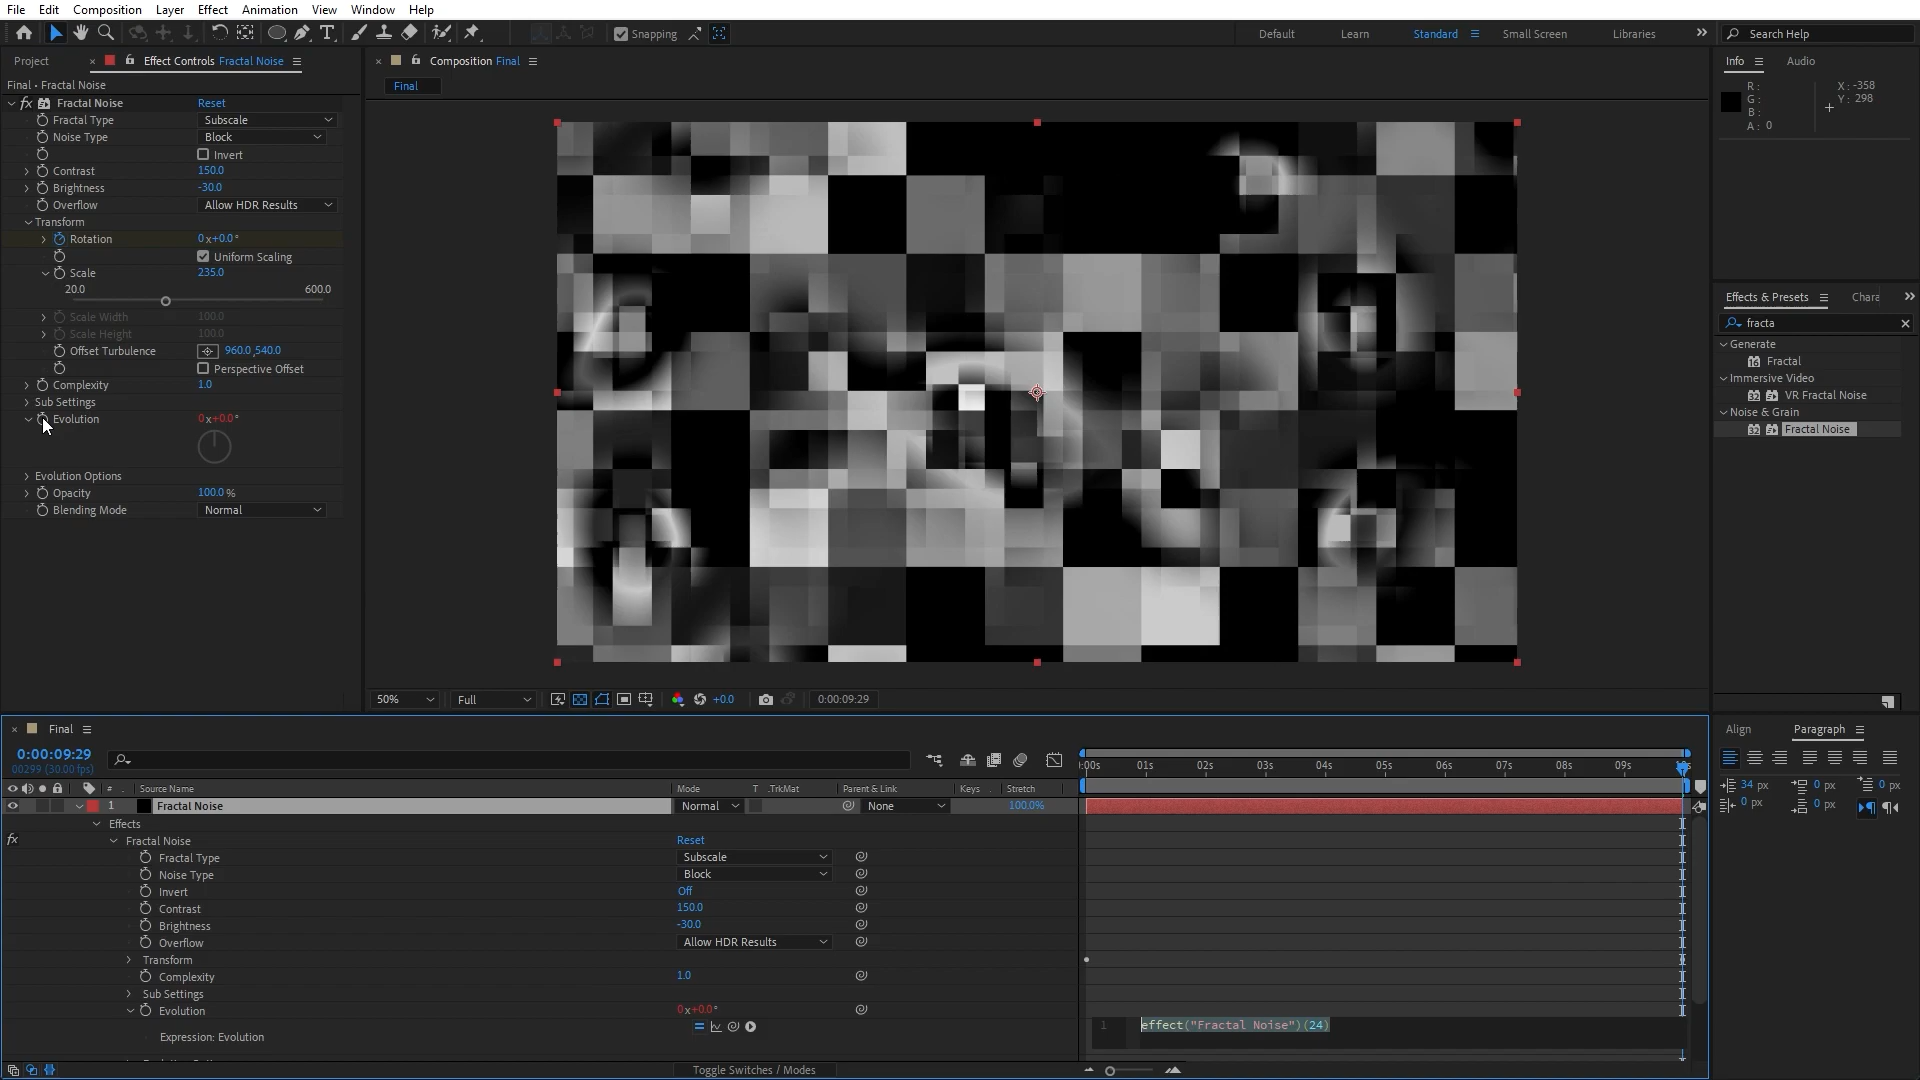 File Edit Composition Layer Effect Animation View Window Help
Snapping Default Learn Standard Small Screen Libraries Search Help
Project Effect Controls Fractal Noise
Composition Final
Info Audio
Final • Fractal Noise
Final
R :
G :
B :
A : 0
X : -358
Y : 298
Fractal Noise Reset
Fractal Type Subscale
Noise Type Block
Invert
Contrast 150.0
Brightness -30.0
Overflow Allow HDR Results
Transform
Rotation 0x+0.0°
Uniform Scaling
Scale 235.0
20.0 600.0
Scale Width 100.0
Scale Height 100.0
Offset Turbulence 960.0 ,540.0
Perspective Offset
Complexity 1.0
Sub Settings
Evolution 0x+0.0°
Evolution Options
Opacity 100.0 %
Blending Mode Normal
50% Full +0.0 0:00:09:29
Effects & Presets Chara
fracta
Generate
16 Fractal
Immersive Video
32 VR Fractal Noise
Noise & Grain
32 Fractal Noise
Final
0:00:09:29
00299 (30.00 fps)
# . Source Name Mode T .TrkMat Parent & Link Keys . Stretch
:00s 01s 02s 03s 04s 05s 06s 07s 08s 09s
1 Fractal Noise Normal None 100.0%
Effects
fx Fractal Noise Reset
Fractal Type Subscale
Noise Type Block
Invert Off
Contrast 150.0
Brightness -30.0
Overflow Allow HDR Results
Transform
Complexity 1.0
Sub Settings
Evolution 0x+0.0°
1 effect("Fractal Noise")(24)
Expression: Evolution
Toggle Switches / Modes
Align Paragraph
34 px 0 px 0 px
0 px 0 px